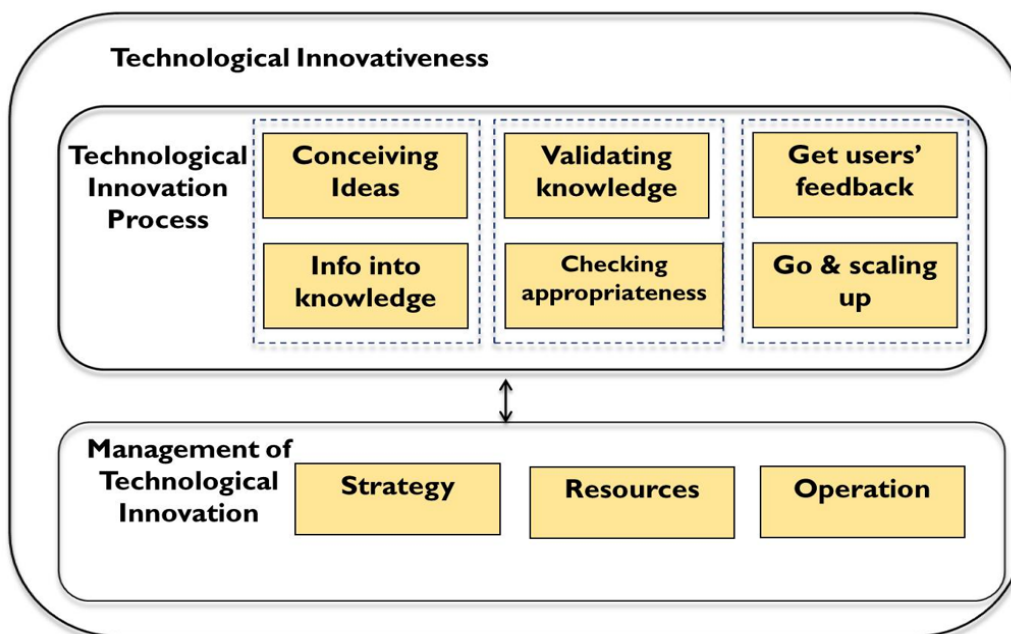 Technological Innovativeness
Technological
Innovation
Process
Conceiving
Ideas
Info into
knowledge
Validating
knowledge
Checking
appropriateness
Get users’
feedback
Go & scaling
up
Management of
Technological
Innovation
Strategy
Resources
Operation